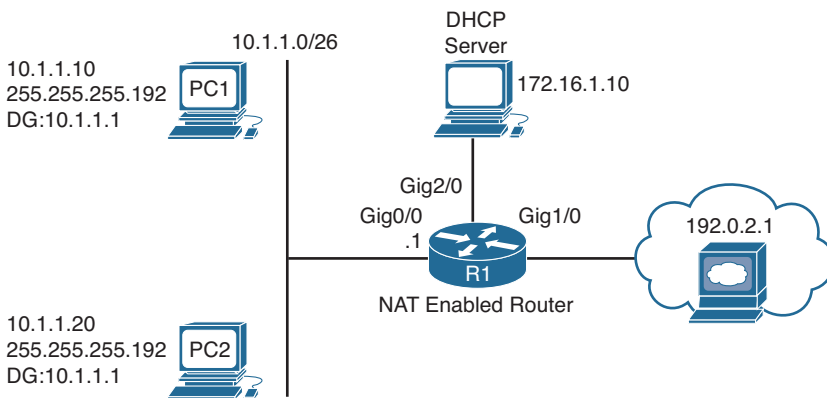 10.1.1.0/26
DHCP
Server
10.1.1.10
255.255.255.192
DG:10.1.1.1
PC1
172.16.1.10
Gig2/0
Gig0/0
.1
Gig1/0
R1
NAT Enabled Router
192.0.2.1
10.1.1.20
255.255.255.192
DG:10.1.1.1
PC2